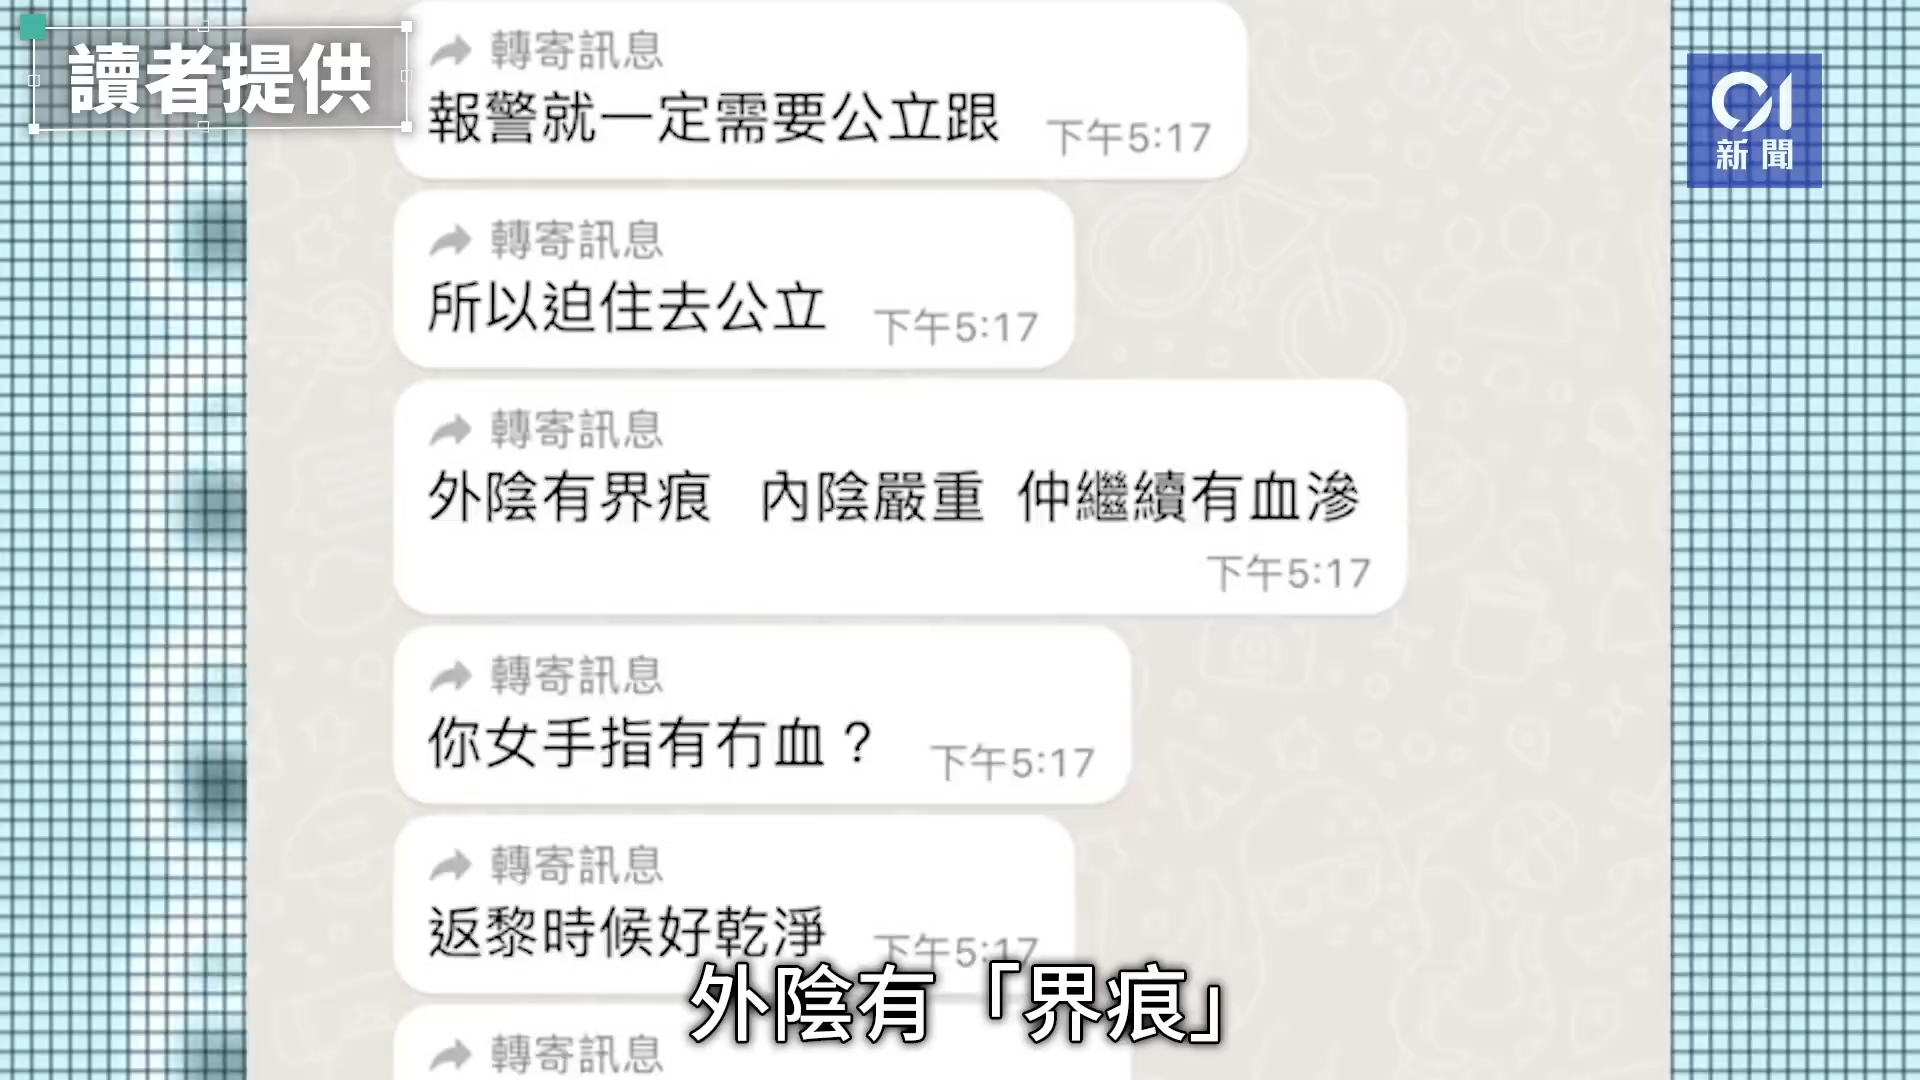 讀者提供
01
新聞
轉寄訊息
報警就一定需要公立跟 下午5:17
轉寄訊息
所以迫住去公立 下午5:17
轉寄訊息
外陰有界痕 內陰嚴重 仲繼續有血滲
下午5:17
轉寄訊息
你女手指有冇血？ 下午5:17
轉寄訊息
返黎時候好乾淨 下午5:17
轉寄訊息
外陰有「界痕」